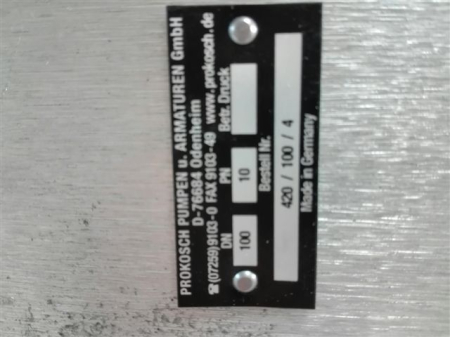 PROKOSCH PUMPEN u. ARMATUREN GmbH
D-76684 Odenheim
☎(07259)9103-0 FAX 9103-49 www.prokosch.de
DN PN Betr. Druck
100 10
Bestell Nr.
420 / 100 / 4
Made in Germany